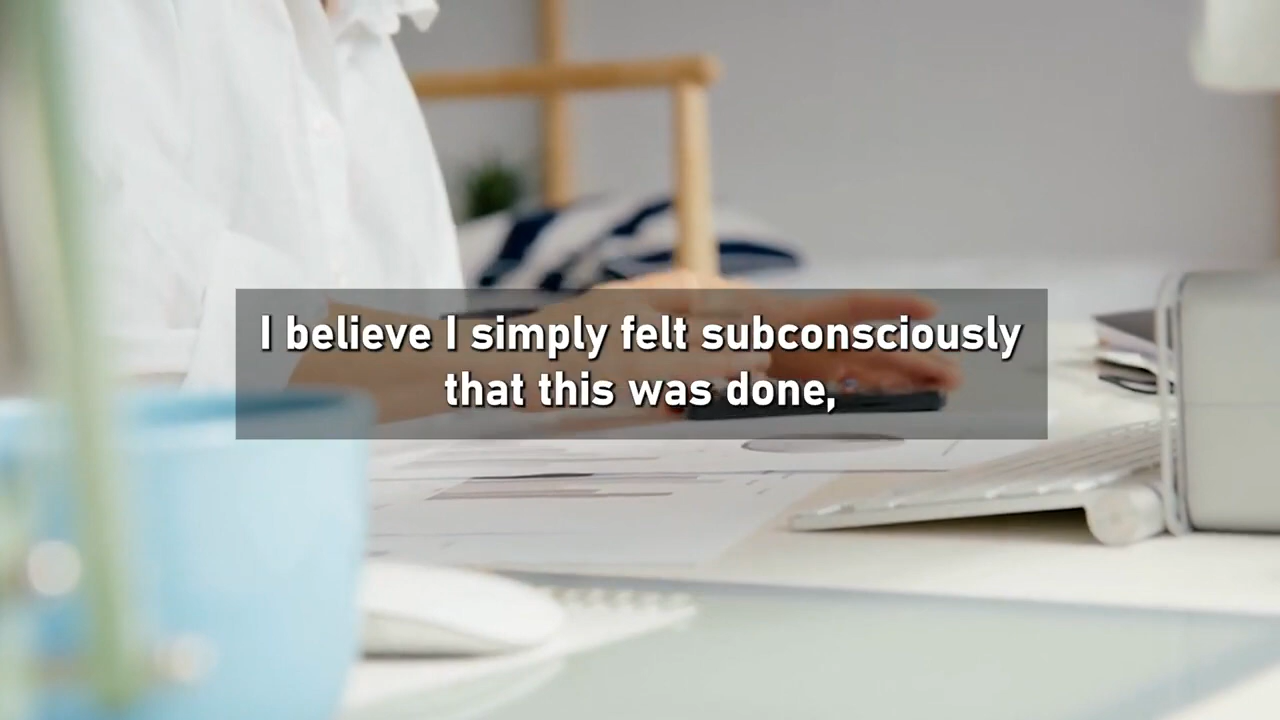 I believe I simply felt subconsciously
that this was done,